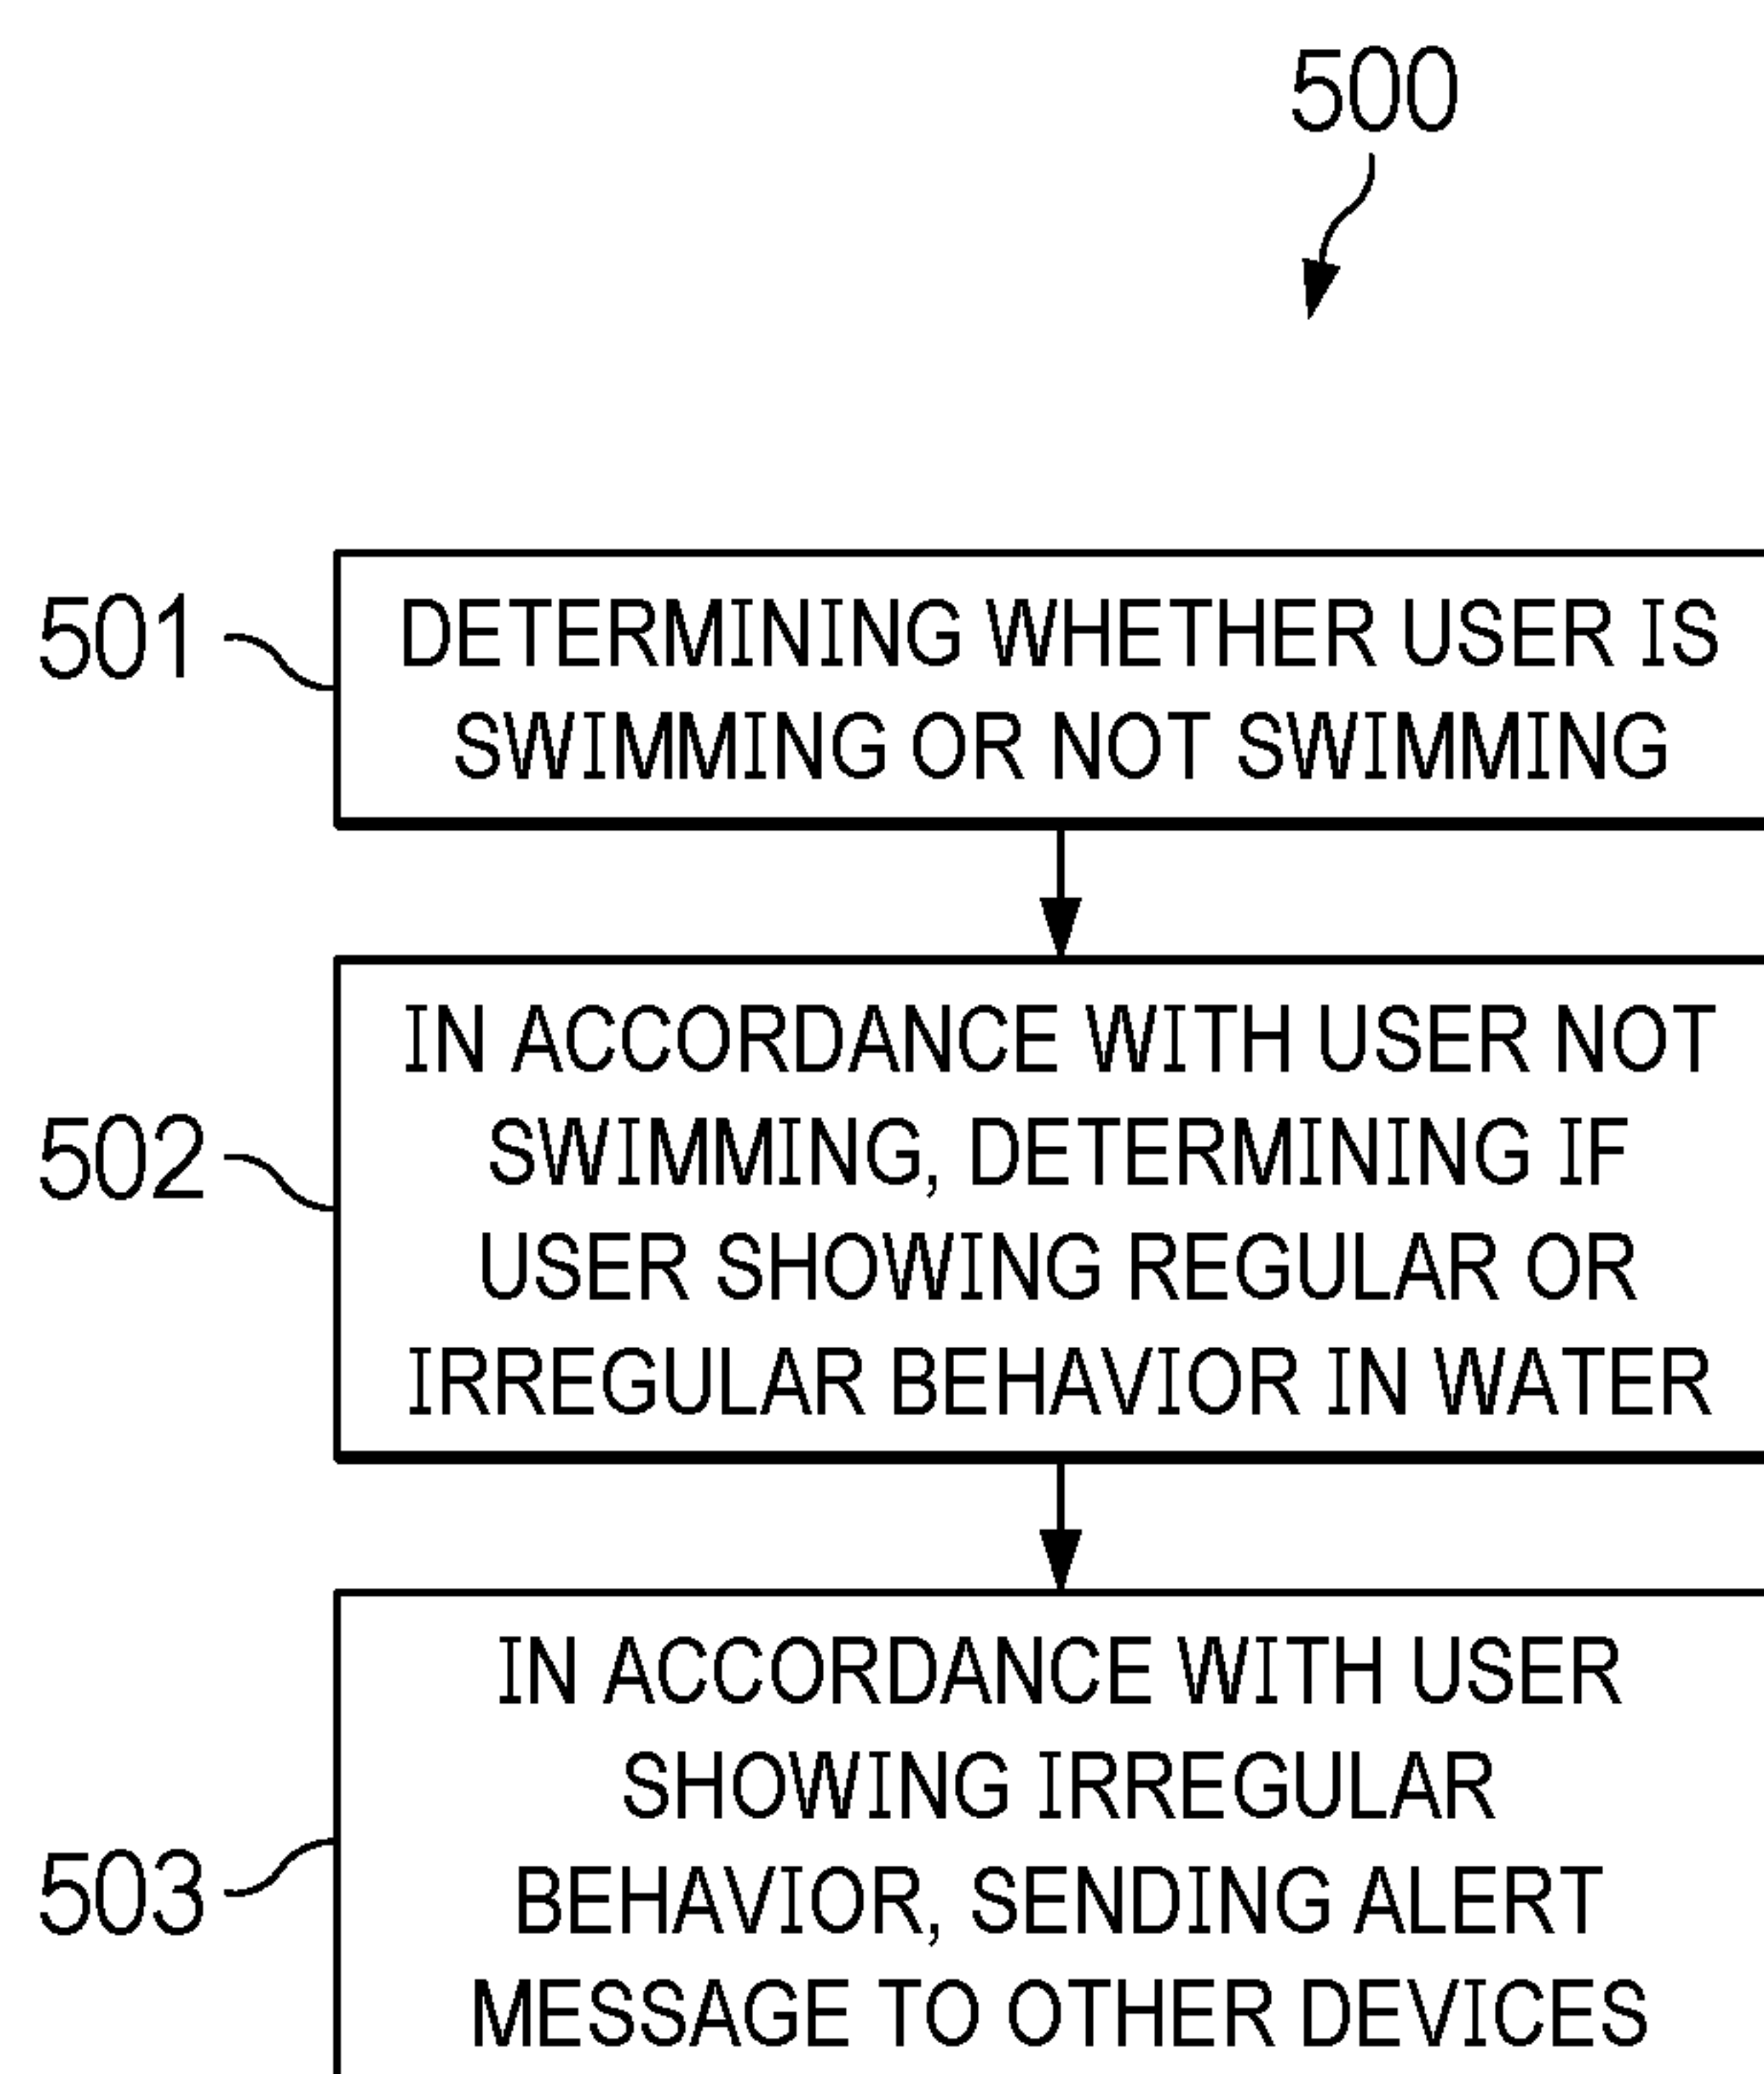 500
501
DETERMINING WHETHER USER IS
SWIMMING OR NOT SWIMMING
502
IN ACCORDANCE WITH USER NOT
SWIMMING, DETERMINING IF
USER SHOWING REGULAR OR
IRREGULAR BEHAVIOR IN WATER
503
IN ACCORDANCE WITH USER
SHOWING IRREGULAR
BEHAVIOR, SENDING ALERT
MESSAGE TO OTHER DEVICES